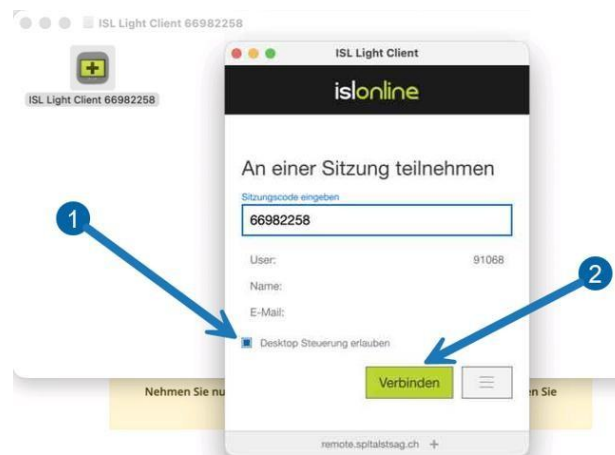 ISL Light Client 66982258
ISL Light Client 66982258
ISL Light Client
islonline
An einer Sitzung teilnehmen
Sitzungscode eingeben
66982258
User: 91068
Name:
E-Mail:
Desktop Steuerung erlauben
1
2
Verbinden
Nehmen Sie nu
en Sie
remote.spitalstsag.ch +